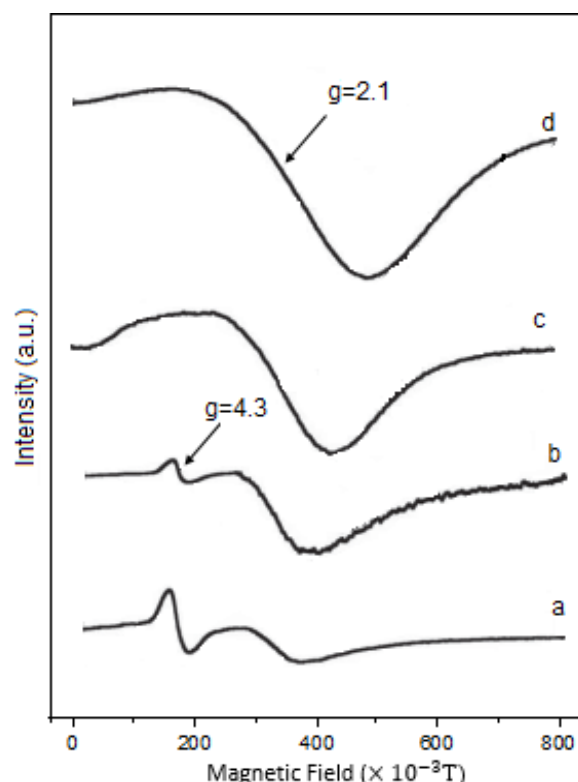 g=2.1
d
c
g=4.3
b
a
Intensity (a.u.)
0 200 400 600 800
Magnetic Field (× 10⁻³T)